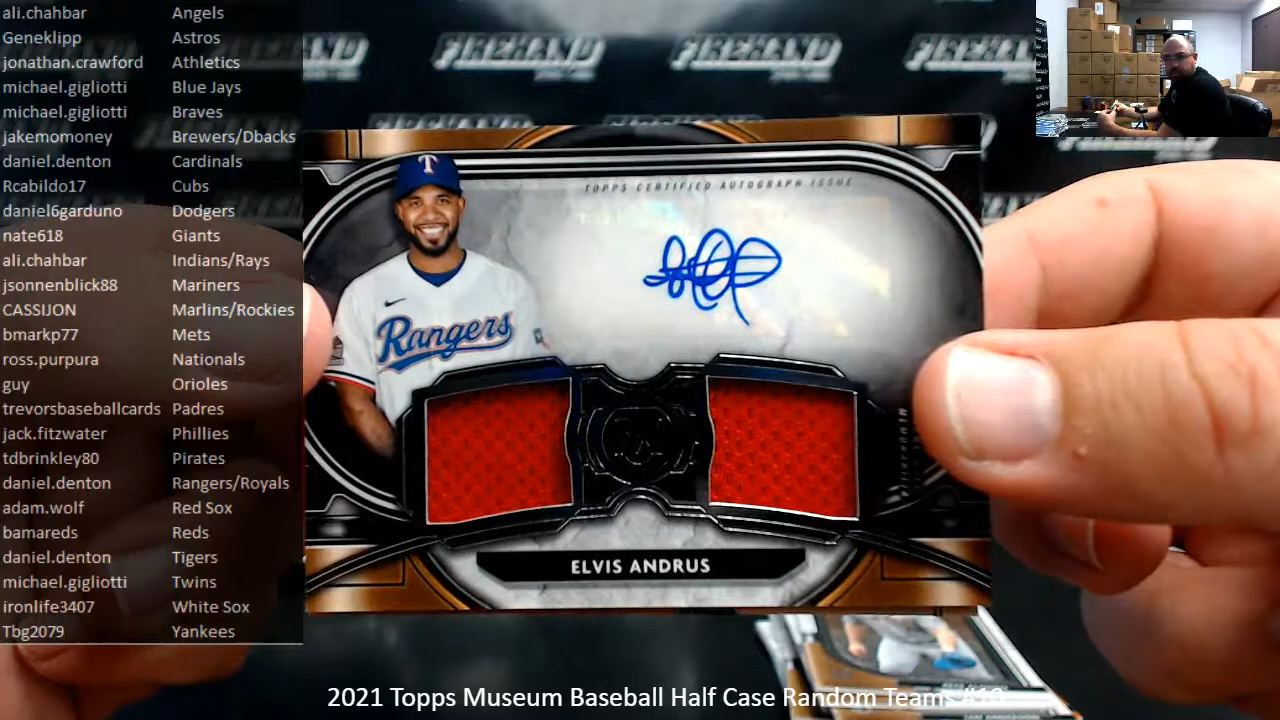 ali.chahbar Angels
Geneklipp Astros
jonathan.crawford Athletics
michael.gigliotti Blue Jays
michael.gigliotti Braves
jakemomoney Brewers/Dbacks
daniel.denton Cardinals
Rcabildo17 Cubs
daniel6garduno Dodgers
nate618 Giants
ali.chahbar Indians/Rays
jsonnenblick88 Mariners
CASSIJON Marlins/Rockies
bmarkp77 Mets
ross.purpura Nationals
guy Orioles
trevorsbaseballcards Padres
jack.fitzwater Phillies
tdbrinkley80 Pirates
daniel.denton Rangers/Royals
adam.wolf Red Sox
bamareds Reds
daniel.denton Tigers
michael.gigliotti Twins
ironlife3407 White Sox
Tbg2079 Yankees
FIREHAND FIREHAND FIREHAND FIREHAND
TOPPS CERTIFIED AUTOGRAPH ISSUE
T
Rangers
ELVIS ANDRUS
2021 Topps Museum Baseball Half Case Random Teams